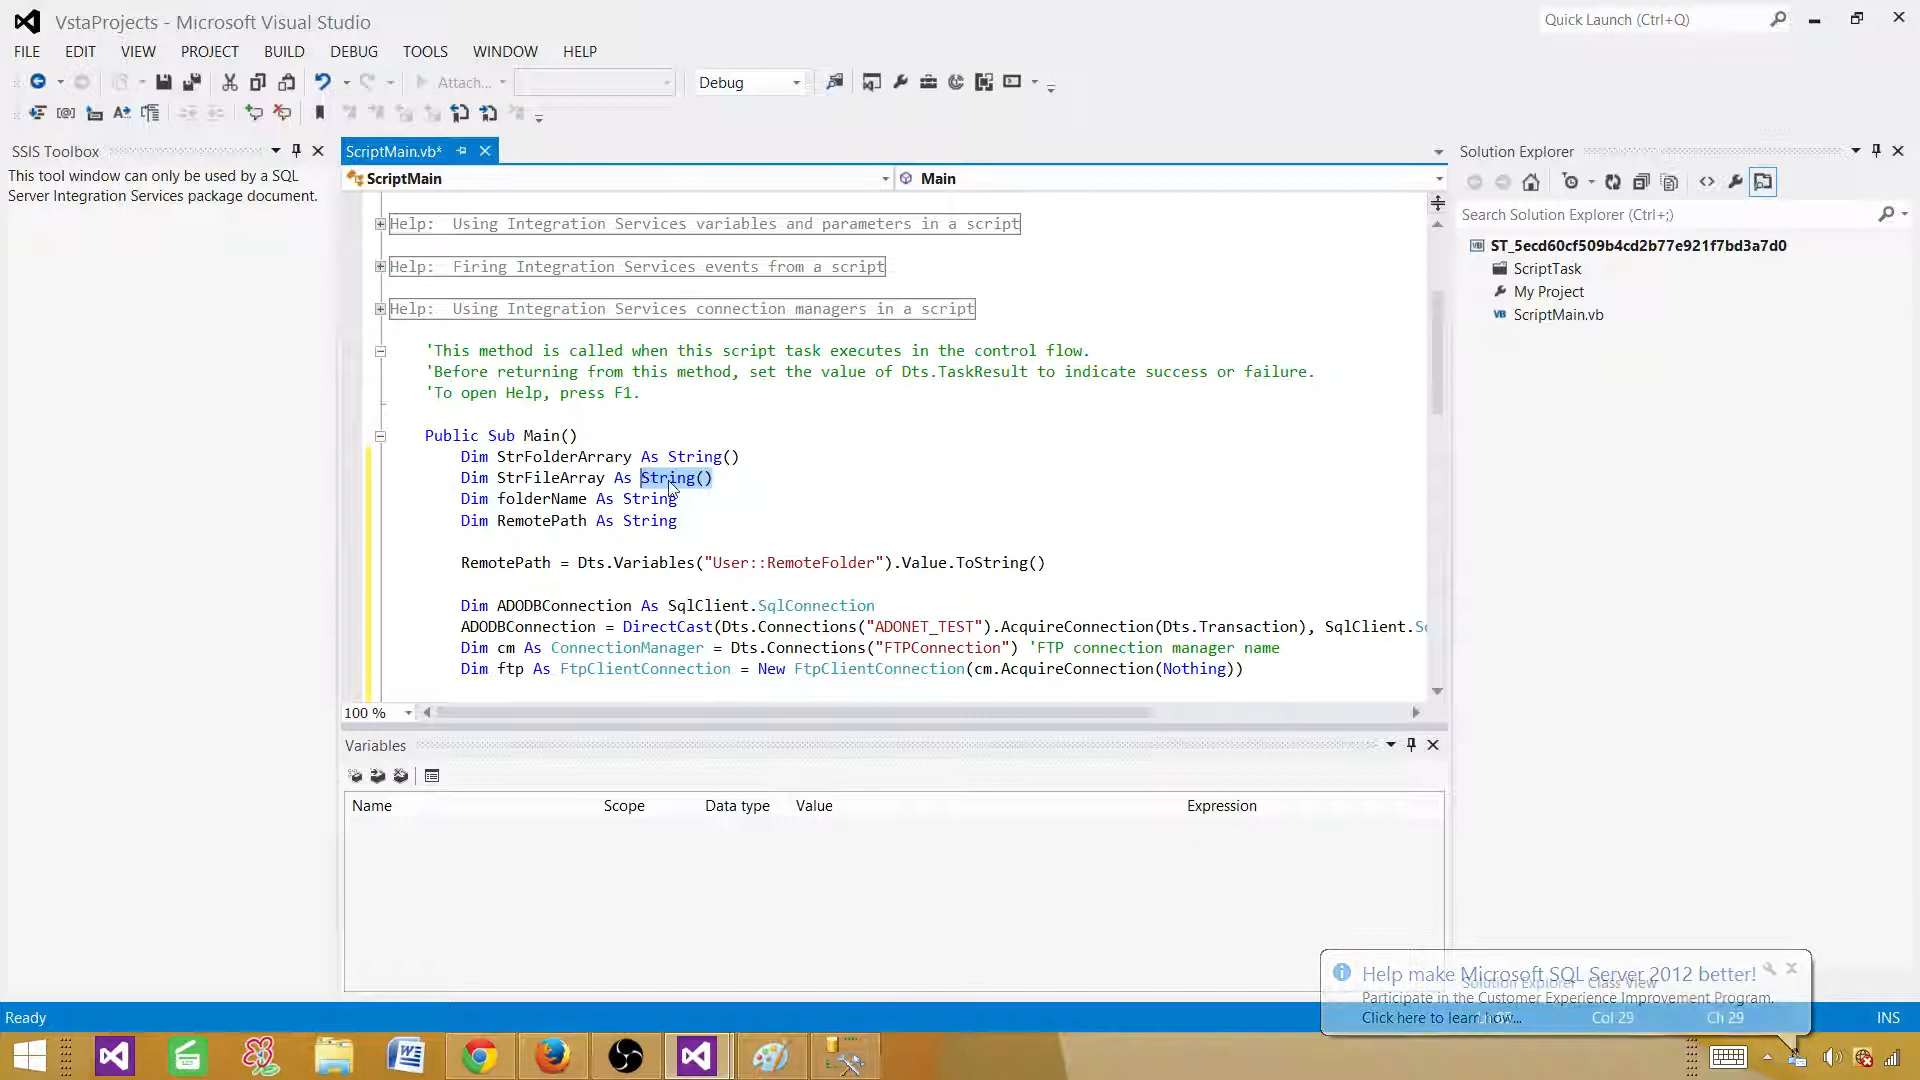 VstaProjects - Microsoft Visual Studio
Quick Launch (Ctrl+Q)
FILE EDIT VIEW PROJECT BUILD DEBUG TOOLS WINDOW HELP
Attach...
Debug
SSIS Toolbox
This tool window can only be used by a SQL
Server Integration Services package document.
ScriptMain.vb*
ScriptMain
Main
Help:  Using Integration Services variables and parameters in a script
Help:  Firing Integration Services events from a script
Help:  Using Integration Services connection managers in a script
'This method is called when this script task executes in the control flow.
'Before returning from this method, set the value of Dts.TaskResult to indicate success or failure.
'To open Help, press F1.
Public Sub Main()
Dim StrFolderArrary As String()
Dim StrFileArray As String()
Dim folderName As String
Dim RemotePath As String
RemotePath = Dts.Variables("User::RemoteFolder").Value.ToString()
Dim ADODBConnection As SqlClient.SqlConnection
ADODBConnection = DirectCast(Dts.Connections("ADONET_TEST").AcquireConnection(Dts.Transaction), SqlClient.
Dim cm As ConnectionManager = Dts.Connections("FTPConnection") 'FTP connection manager name
Dim ftp As FtpClientConnection = New FtpClientConnection(cm.AcquireConnection(Nothing))
100 %
Variables
Name Scope Data type Value Expression
Solution Explorer
Search Solution Explorer (Ctrl+;)
ST_5ecd60cf509b4cd2b77e921f7bd3a7d0
ScriptTask
My Project
ScriptMain.vb
Help make Microsoft SQL Server 2012 better!
Solution Explorer Class View
Participate in the Customer Experience Improvement Program.
Click here to learn how...
Ready
Col 29
Ch 29
INS